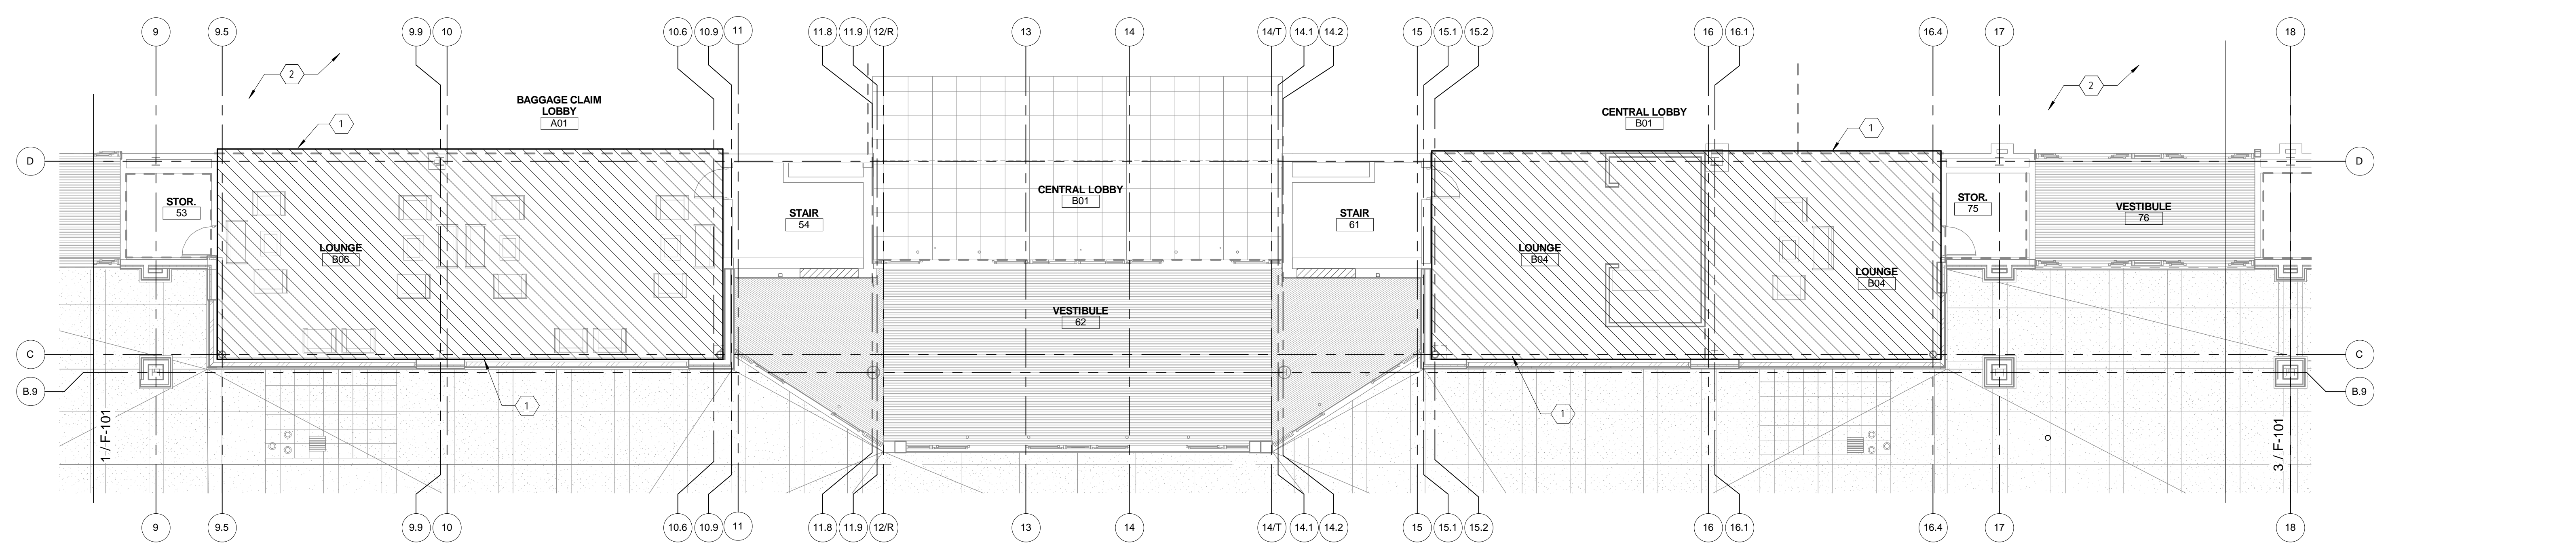 9
9.5
9.9
10
10.6
10.9
11
11.8
11.9
12/R
13
14
14/T
14.1
14.2
15
15.1
15.2
16
16.1
16.4
17
18
2
2
BAGGAGE CLAIM
LOBBY
A01
CENTRAL LOBBY
B01
1
1
D
D
STOR.
53
LOUNGE
B06
STAIR
54
CENTRAL LOBBY
B01
STAIR
61
LOUNGE
B04
LOUNGE
B04
STOR.
75
VESTIBULE
76
VESTIBULE
62
C
C
B.9
B.9
1
1
1 / F-101
3 / F-101
9
9.5
9.9
10
10.6
10.9
11
11.8
11.9
12/R
13
14
14/T
14.1
14.2
15
15.1
15.2
16
16.1
16.4
17
18